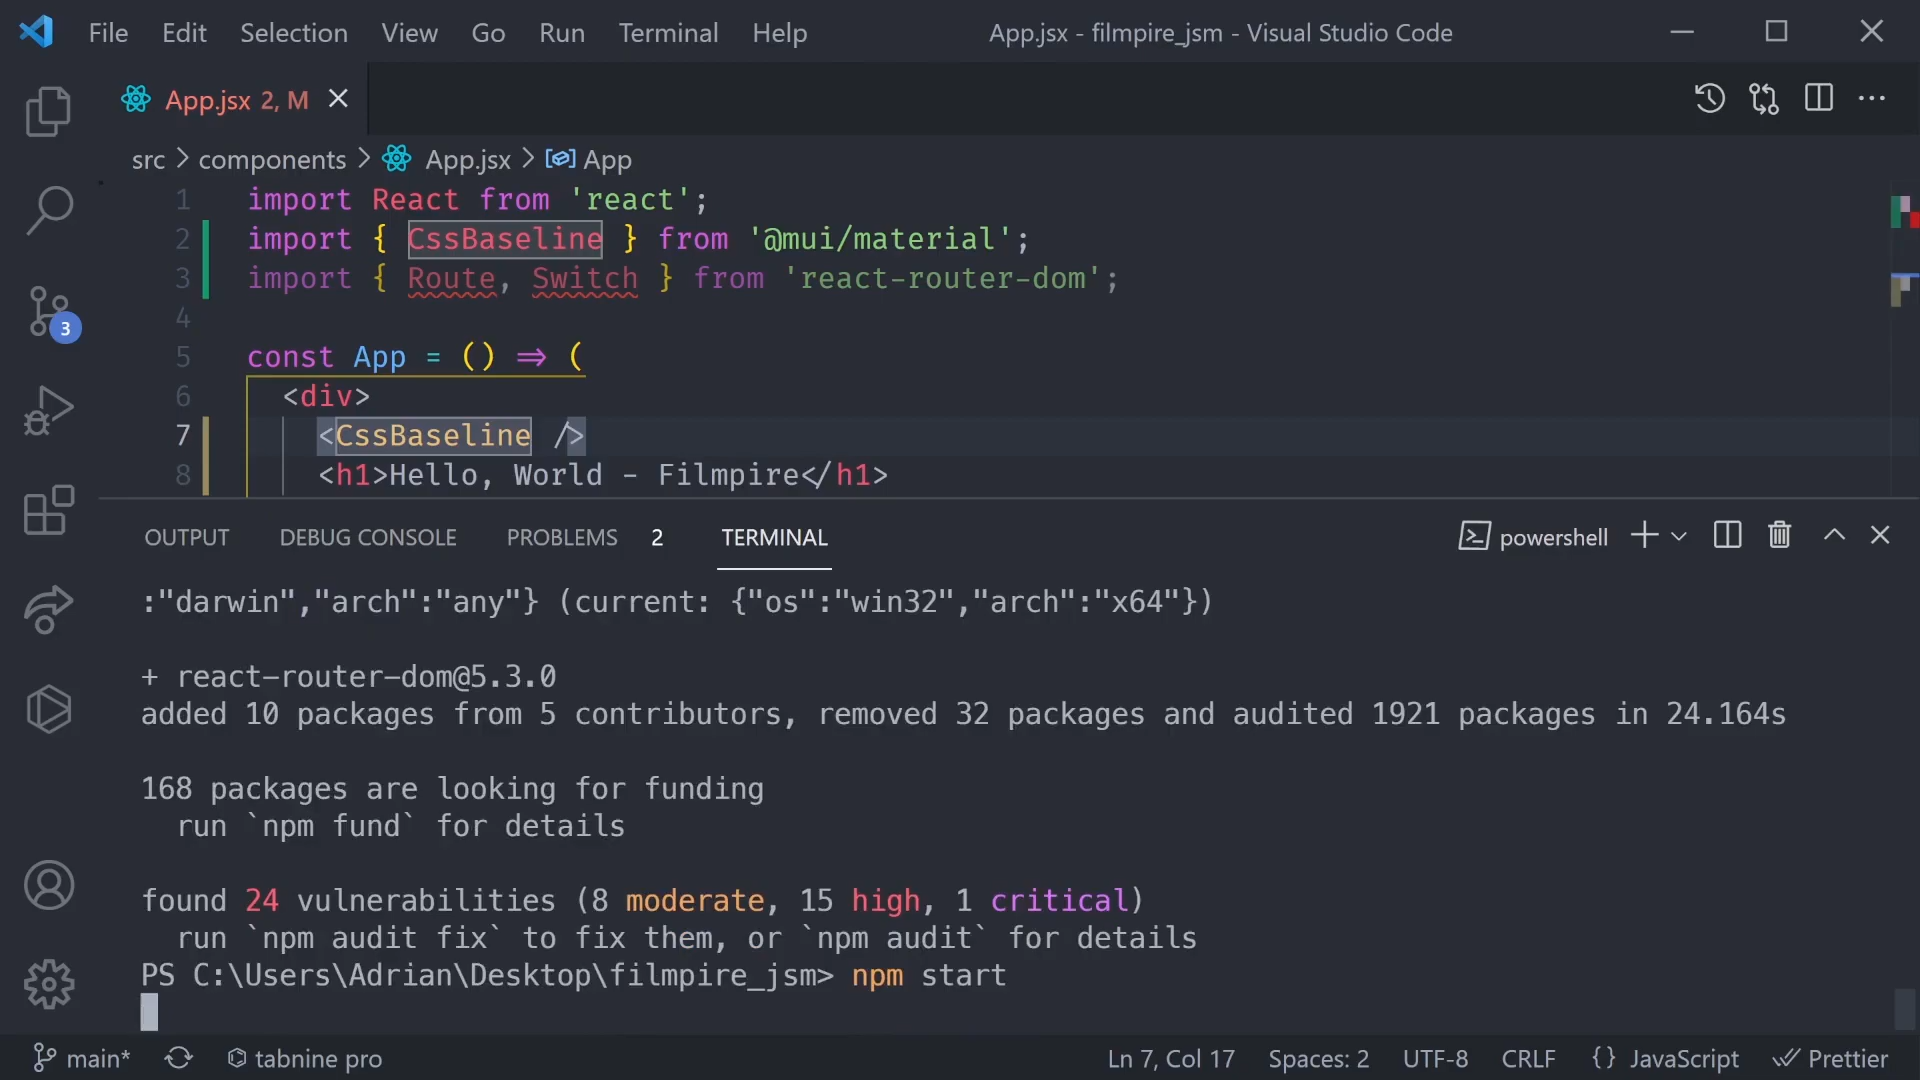 File Edit Selection View Go Run Terminal Help App.jsx - filmpire_jsm - Visual Studio Code
App.jsx 2, M
src > components > App.jsx > App
1 import React from 'react';
2 import { CssBaseline } from '@mui/material';
3 import { Route, Switch } from 'react-router-dom';
4
5 const App = () => (
6 <div>
7 <CssBaseline />
8 <h1>Hello, World - Filmpire</h1>
3
OUTPUT DEBUG CONSOLE PROBLEMS 2 TERMINAL powershell
:"darwin","arch":"any"} (current: {"os":"win32","arch":"x64"})
+ react-router-dom@5.3.0
added 10 packages from 5 contributors, removed 32 packages and audited 1921 packages in 24.164s
168 packages are looking for funding
run `npm fund` for details
found 24 vulnerabilities (8 moderate, 15 high, 1 critical)
run `npm audit fix` to fix them, or `npm audit` for details
PS C:\Users\Adrian\Desktop\filmpire_jsm> npm start
main* tabnine pro Ln 7, Col 17 Spaces: 2 UTF-8 CRLF {} JavaScript Prettier